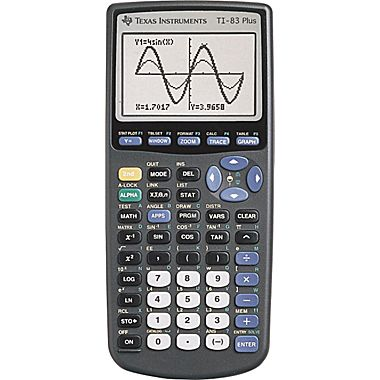 TEXAS INSTRUMENTS TI-83 Plus
Y1=4sin(X)
X=1.7017 Y=3.9658
STAT PLOT F1 TBLSET F2 FORMAT F3 CALC F4 TABLE F5
Y= WINDOW ZOOM TRACE GRAPH
QUIT INS
2nd MODE DEL
A-LOCK LINK LIST
ALPHA X,T,θ,n STAT
TEST A ANGLE B DRAW C DISTR
MATH APPS PRGM VARS CLEAR
MATRX D SIN⁻¹ E COS⁻¹ F TAN⁻¹ G π H
X⁻¹ SIN COS TAN ^
EE J
X² , ( ) ÷
10ˣ
LOG 7 8 9 ×
eˣ
LN 4 5 6 −
RCL X MEM "
STO▸ 1 2 3 +
OFF CATALOG ANS ? ENTRY SOLVE
ON 0 . (−) ENTER